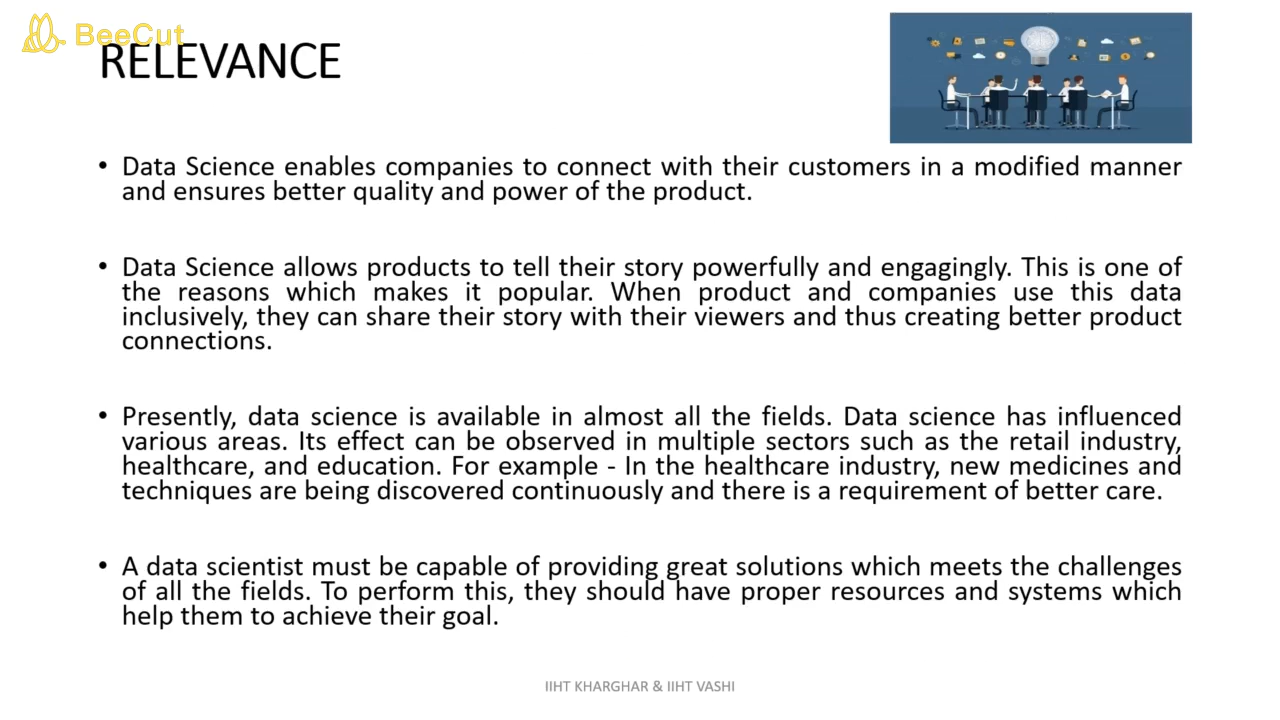 BeeCut
RELEVANCE
• Data Science enables companies to connect with their customers in a modified manner
and ensures better quality and power of the product.
• Data Science allows products to tell their story powerfully and engagingly. This is one of
the reasons which makes it popular. When product and companies use this data
inclusively, they can share their story with their viewers and thus creating better product
connections.
• Presently, data science is available in almost all the fields. Data science has influenced
various areas. Its effect can be observed in multiple sectors such as the retail industry,
healthcare, and education. For example - In the healthcare industry, new medicines and
techniques are being discovered continuously and there is a requirement of better care.
• A data scientist must be capable of providing great solutions which meets the challenges
of all the fields. To perform this, they should have proper resources and systems which
help them to achieve their goal.
IIHT KHARGHAR & IIHT VASHI